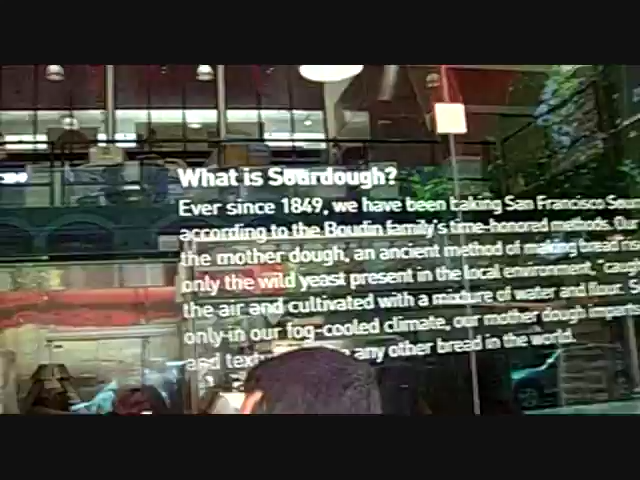 What is Sourdough?
Ever since 1849, we have been baking San Francisco
according to the Boudin family's time-honored methods.
the mother dough, an ancient method of making bread
only the wild yeast present in the local environment,
the air and cultivated with a mixture of water and flour.
only in our fog-cooled climate, our mother dough
and any other bread in the world.